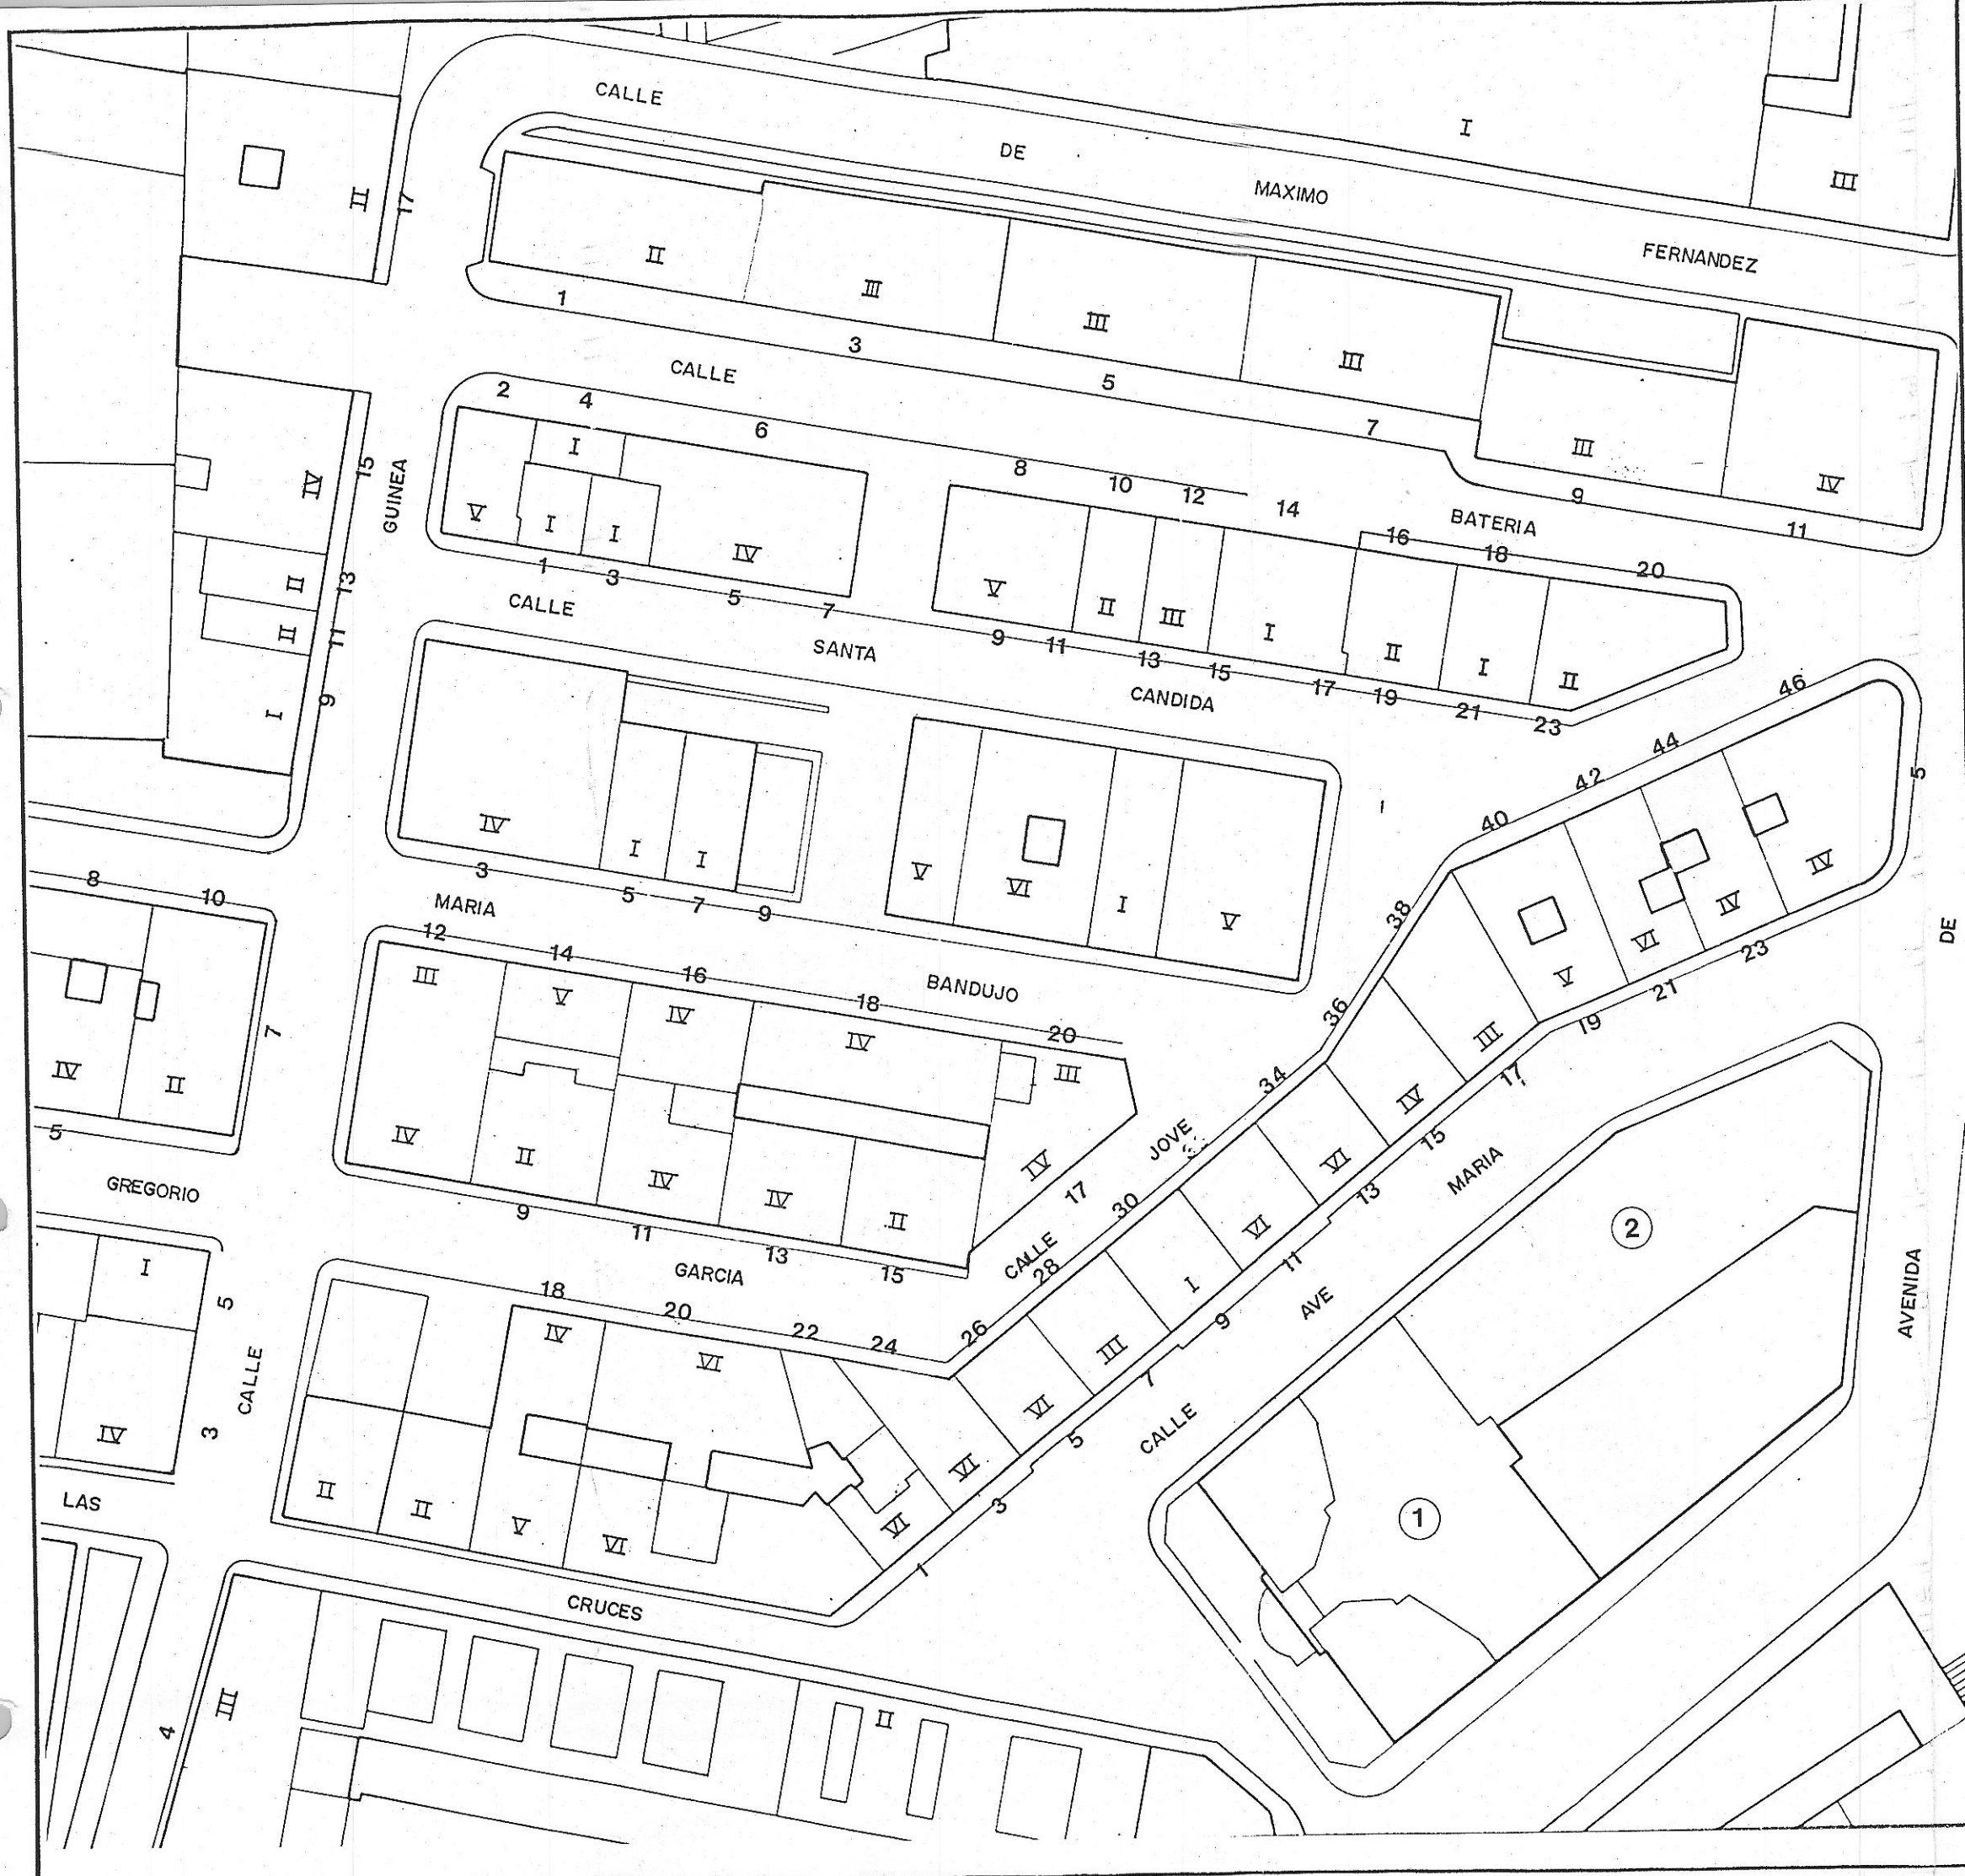 CALLE
DE
MAXIMO
FERNANDEZ
I
III
II
17
II
III
III
III
III
IV
1
3
5
7
9
11
CALLE
BATERIA
2
4
6
8
10
12
14
16
18
20
I
V
I
I
IV
V
II
III
I
II
I
II
1
3
5
7
9
11
13
15
17
19
21
23
GUINEA
15
IV
13
II
11
II
9
I
CALLE
SANTA
CANDIDA
IV
I
I
V
VI
I
V
3
5
7
9
MARIA
BANDUJO
8
10
7
IV
II
5
12
14
16
18
20
III
V
IV
IV
III
IV
II
IV
IV
II
IV
9
11
13
15
17
GREGORIO
GARCIA
CALLE
JOVE
26
28
30
34
36
38
40
42
44
46
5
IV
IV
VI
V
III
IV
VI
VI
I
III
VI
VI
VI
1
3
5
7
9
11
13
15
17
19
21
23
CALLE
AVE
MARIA
AVENIDA
DE
1
2
I
5
CALLE
3
IV
18
20
22
24
IV
VI
II
II
V
VI
LAS
CRUCES
4
III
II